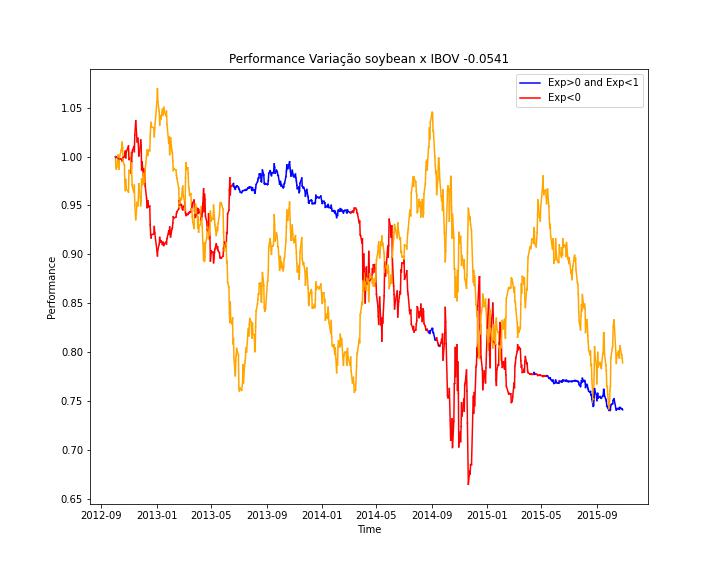 Performance Variação soybean x IBOV -0.0541
Exp>0 and Exp<1
Exp<0
1.05
1.00
0.95
0.90
0.85
0.80
0.75
0.70
0.65
Performance
2012-09 2013-01 2013-05 2013-09 2014-01 2014-05 2014-09 2015-01 2015-05 2015-09
Time